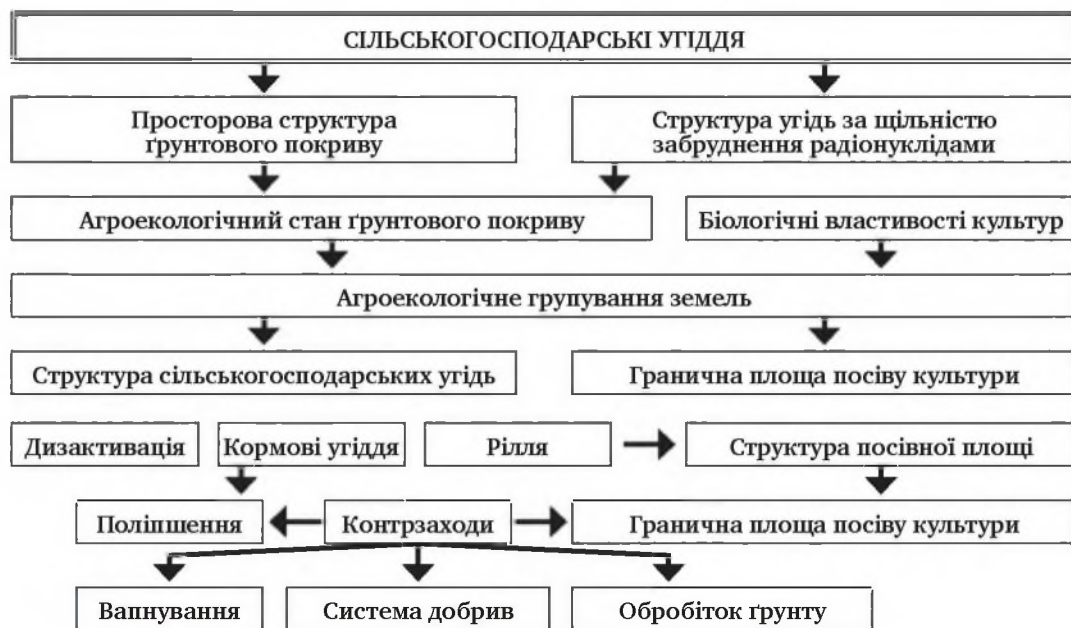 СІЛЬСЬКОГОСПОДАРСЬКІ УГІДДЯ
Просторова структура
ґрунтового покриву
Структура угідь за щільністю
забруднення радіонуклідами
Агроекологічний стан ґрунтового покриву
Біологічні властивості культур
Агроекологічне групування земель
Структура сільськогосподарських угідь
Гранична площа посіву культури
Дизактивація
Кормові угіддя
Рілля
Структура посівної площі
Поліпшення
Контрзаходи
Гранична площа посіву культури
Вапнування
Система добрив
Обробіток ґрунту